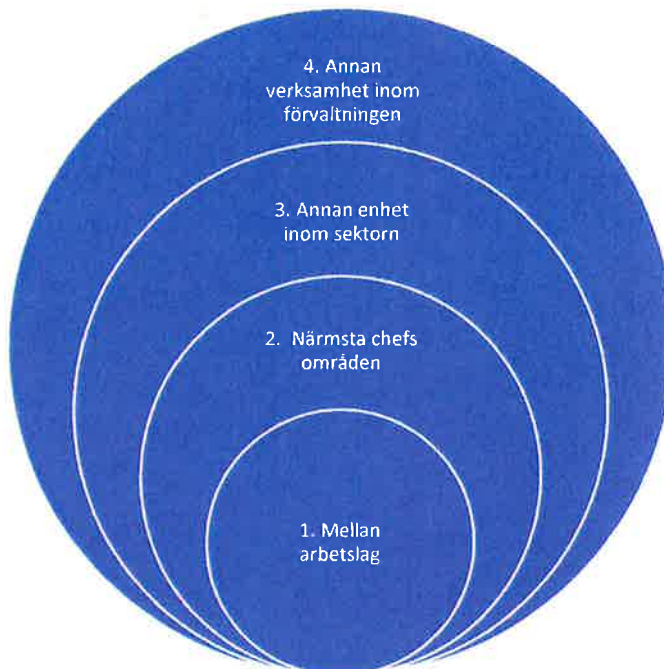 4. Annan
verksamhet inom
förvaltningen
3. Annan enhet
inom sektorn
2. Närmsta chefs
områden
1. Mellan
arbetslag